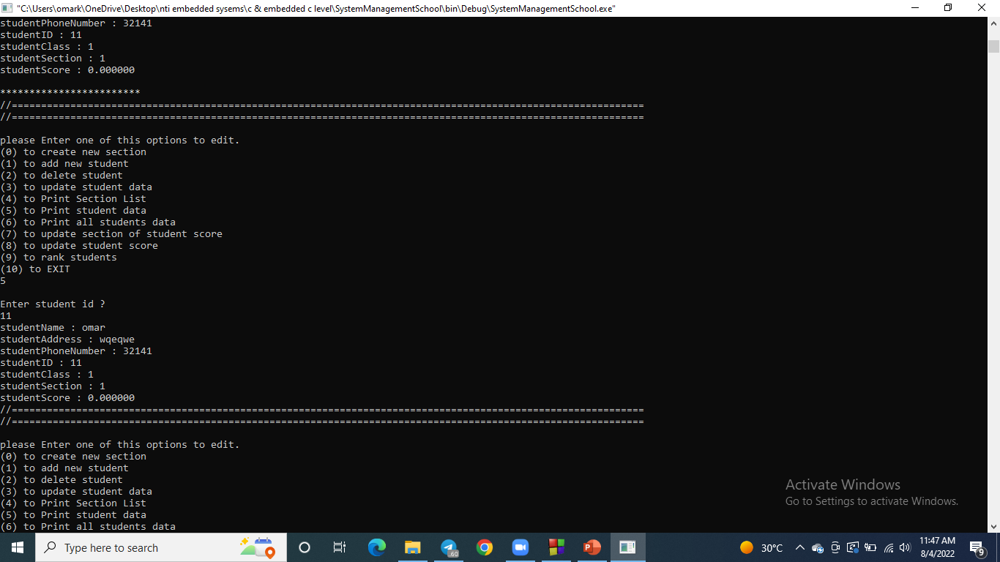 "C:\Users\omark\OneDrive\Desktop\nti embedded sysems\c & embedded c level\SystemManagementSchool\bin\Debug\SystemManagementSchool.exe"
studentPhoneNumber : 32141
studentID : 11
studentClass : 1
studentSection : 1
studentScore : 0.000000
************************
//============================================================================================================
//============================================================================================================
please Enter one of this options to edit.
(0) to create new section
(1) to add new student
(2) to delete student
(3) to update student data
(4) to Print Section List
(5) to Print student data
(6) to Print all students data
(7) to update section of student score
(8) to update student score
(9) to rank students
(10) to EXIT
5
Enter student id ?
11
studentName : omar
studentAddress : wqeqwe
studentPhoneNumber : 32141
studentID : 11
studentClass : 1
studentSection : 1
studentScore : 0.000000
//============================================================================================================
//============================================================================================================
please Enter one of this options to edit.
(0) to create new section
(1) to add new student
(2) to delete student
(3) to update student data
(4) to Print Section List
(5) to Print student data
(6) to Print all students data
Activate Windows
Go to Settings to activate Windows.
Type here to search
.60
30°C
11:47 AM
8/4/2022
9